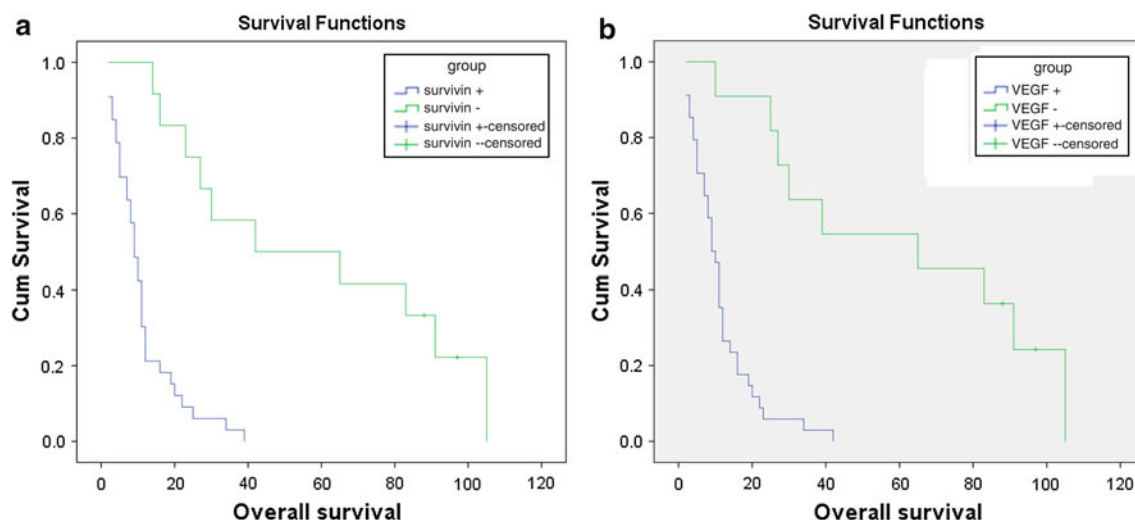 a
Survival Functions
group
survivin +
survivin -
survivin +-censored
survivin --censored
Cum Survival
1.0
0.8
0.6
0.4
0.2
0.0
0 20 40 60 80 100 120
Overall survival
b
Survival Functions
group
VEGF +
VEGF -
VEGF +-censored
VEGF --censored
Cum Survival
1.0
0.8
0.6
0.4
0.2
0.0
0 20 40 60 80 100 120
Overall survival